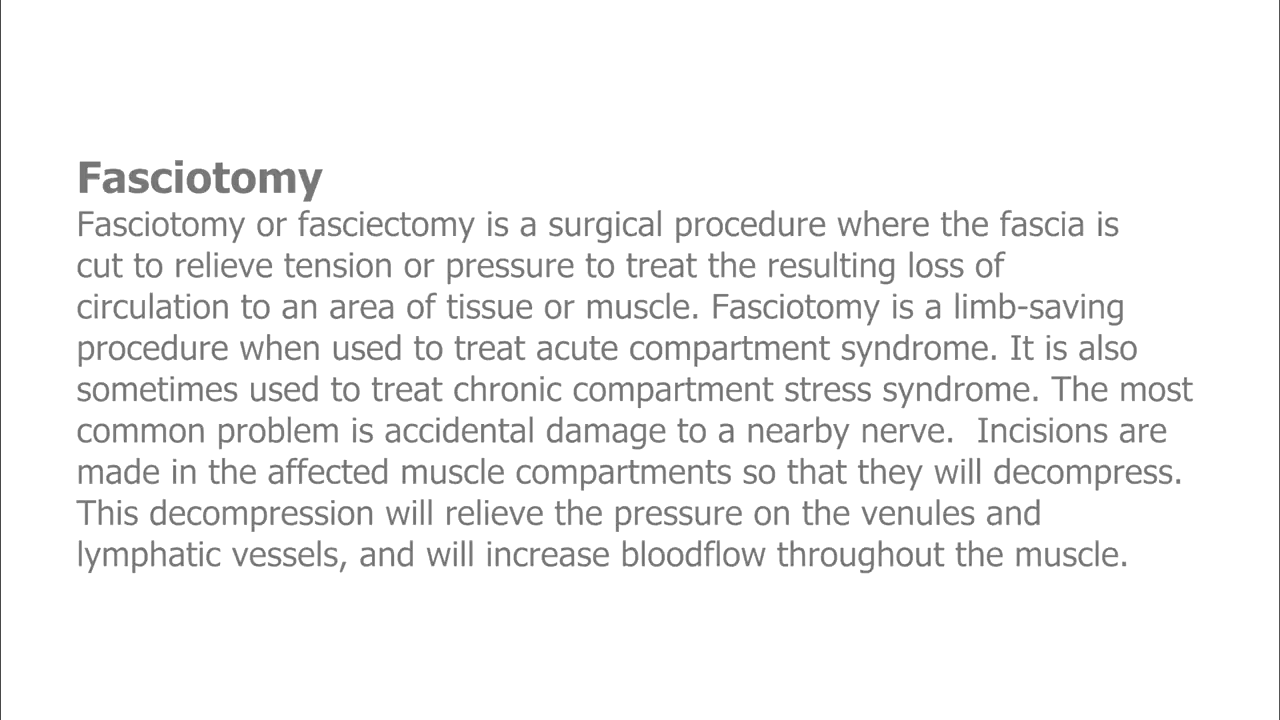 Fasciotomy
Fasciotomy or fasciectomy is a surgical procedure where the fascia is
cut to relieve tension or pressure to treat the resulting loss of
circulation to an area of tissue or muscle. Fasciotomy is a limb-saving
procedure when used to treat acute compartment syndrome. It is also
sometimes used to treat chronic compartment stress syndrome. The most
common problem is accidental damage to a nearby nerve.  Incisions are
made in the affected muscle compartments so that they will decompress.
This decompression will relieve the pressure on the venules and
lymphatic vessels, and will increase bloodflow throughout the muscle.